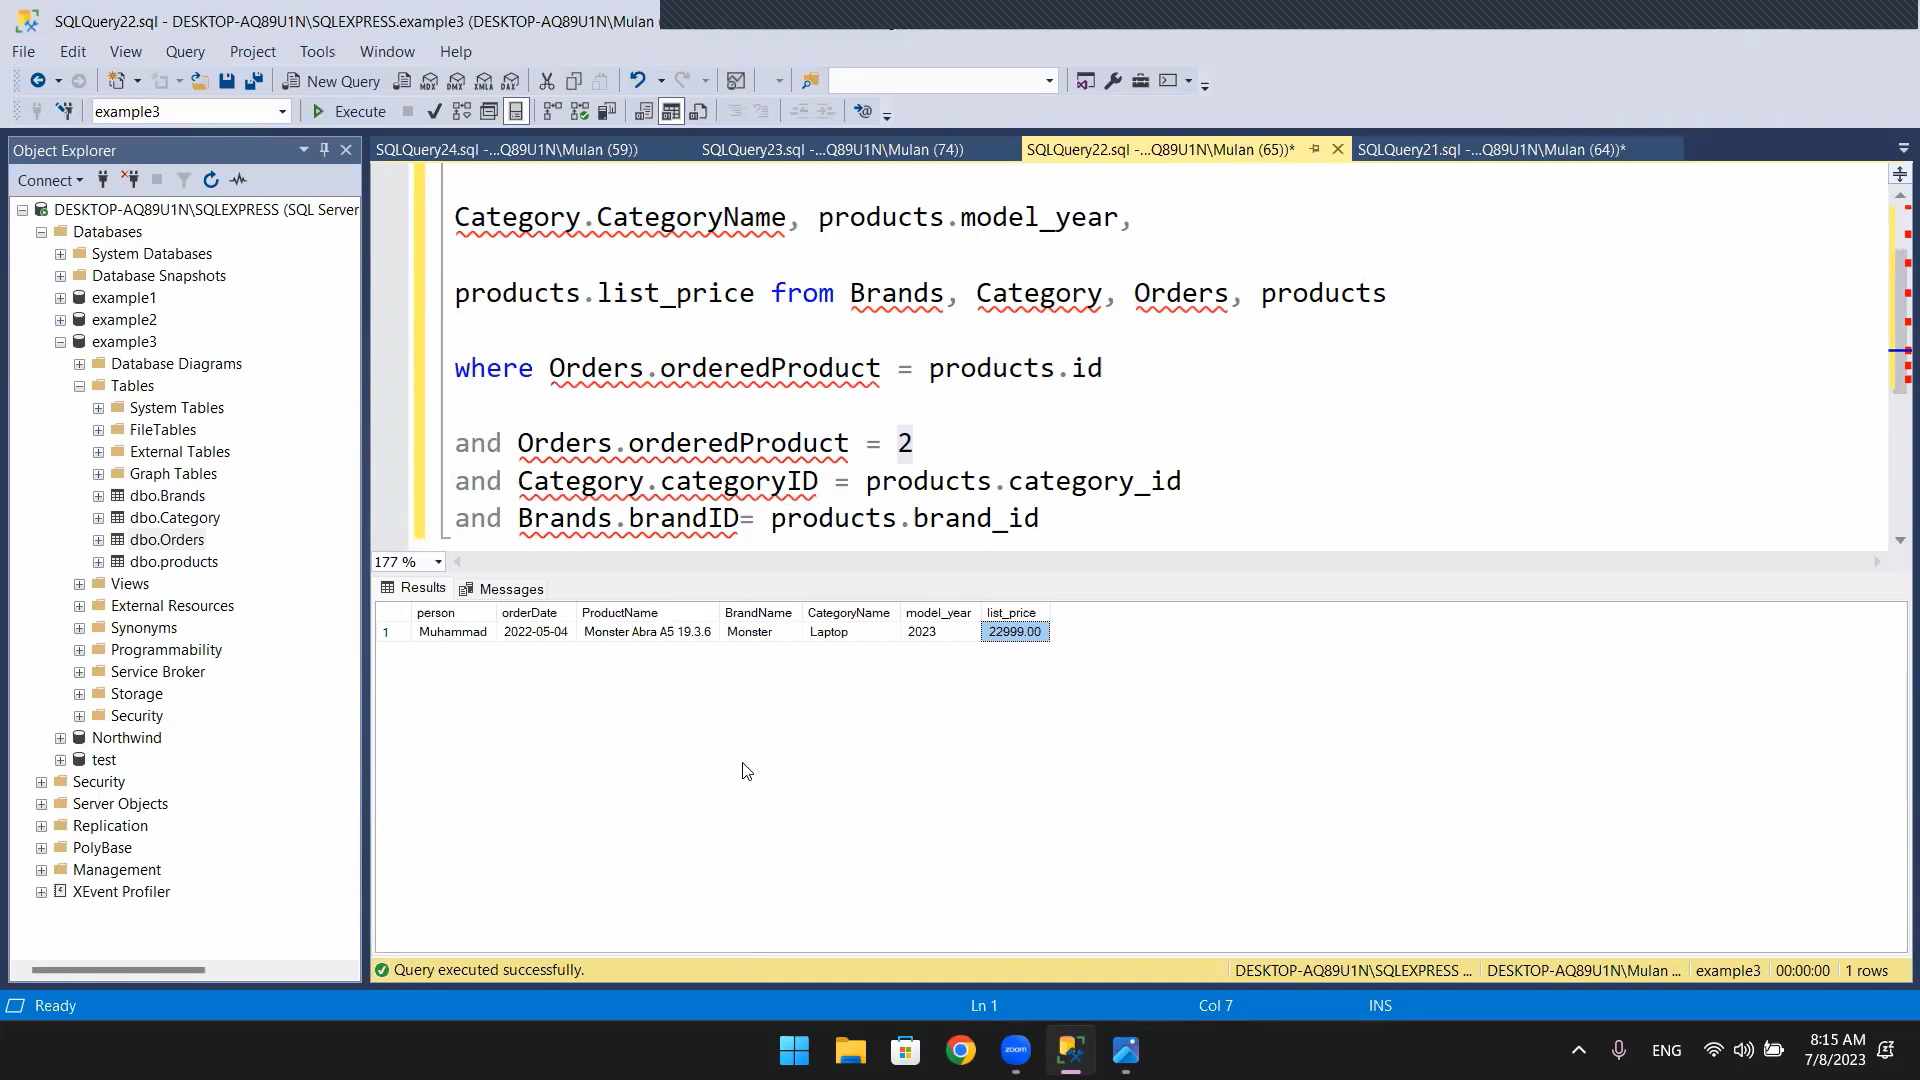 SQLQuery22.sql - DESKTOP-AQ89U1N\SQLEXPRESS.example3 (DESKTOP-AQ89U1N\Mulan
File Edit View Query Project Tools Window Help
New Query
MDX DMX XMLA DAX
example3 Execute
Object Explorer
SQLQuery24.sql -...Q89U1N\Mulan (59)) SQLQuery23.sql -...Q89U1N\Mulan (74)) SQLQuery22.sql -...Q89U1N\Mulan (65))* SQLQuery21.sql -...Q89U1N\Mulan (64))*
Connect
DESKTOP-AQ89U1N\SQLEXPRESS (SQL Server
Databases
System Databases
Database Snapshots
example1
example2
example3
Database Diagrams
Tables
System Tables
FileTables
External Tables
Graph Tables
dbo.Brands
dbo.Category
dbo.Orders
dbo.products
Views
External Resources
Synonyms
Programmability
Service Broker
Storage
Security
Northwind
test
Security
Server Objects
Replication
PolyBase
Management
XEvent Profiler
Category.CategoryName, products.model_year,
products.list_price from Brands, Category, Orders, products
where Orders.orderedProduct = products.id
and Orders.orderedProduct = 2
and Category.categoryID = products.category_id
and Brands.brandID= products.brand_id
177 %
Results Messages
person orderDate ProductName BrandName CategoryName model_year list_price
1 Muhammad 2022-05-04 Monster Abra A5 19.3.6 Monster Laptop 2023 22999.00
Query executed successfully. DESKTOP-AQ89U1N\SQLEXPRESS ... DESKTOP-AQ89U1N\Mulan ... example3 00:00:00 1 rows
Ready Ln 1 Col 7 INS
zoom
ENG
8:15 AM
7/8/2023